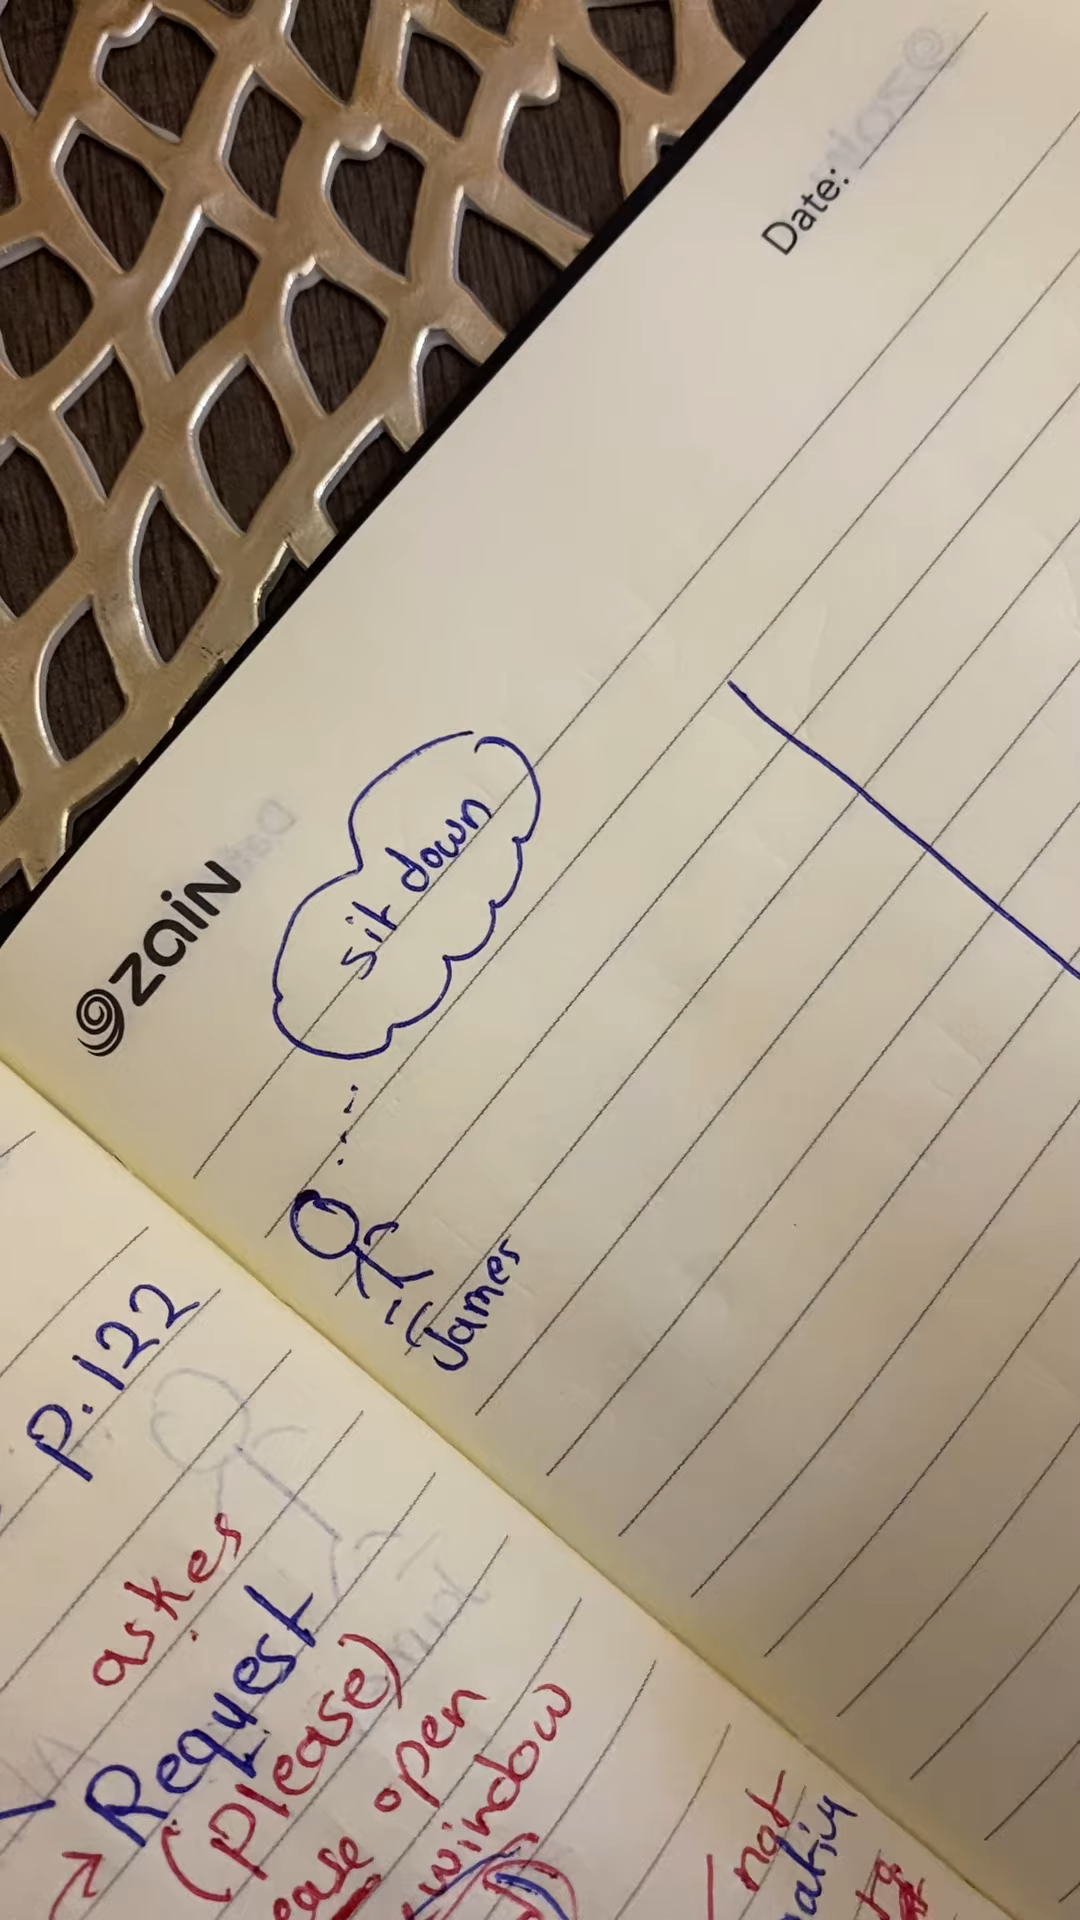 Date:
zain
sit down
James
P.122
askes
Request
(please)
open
window
not